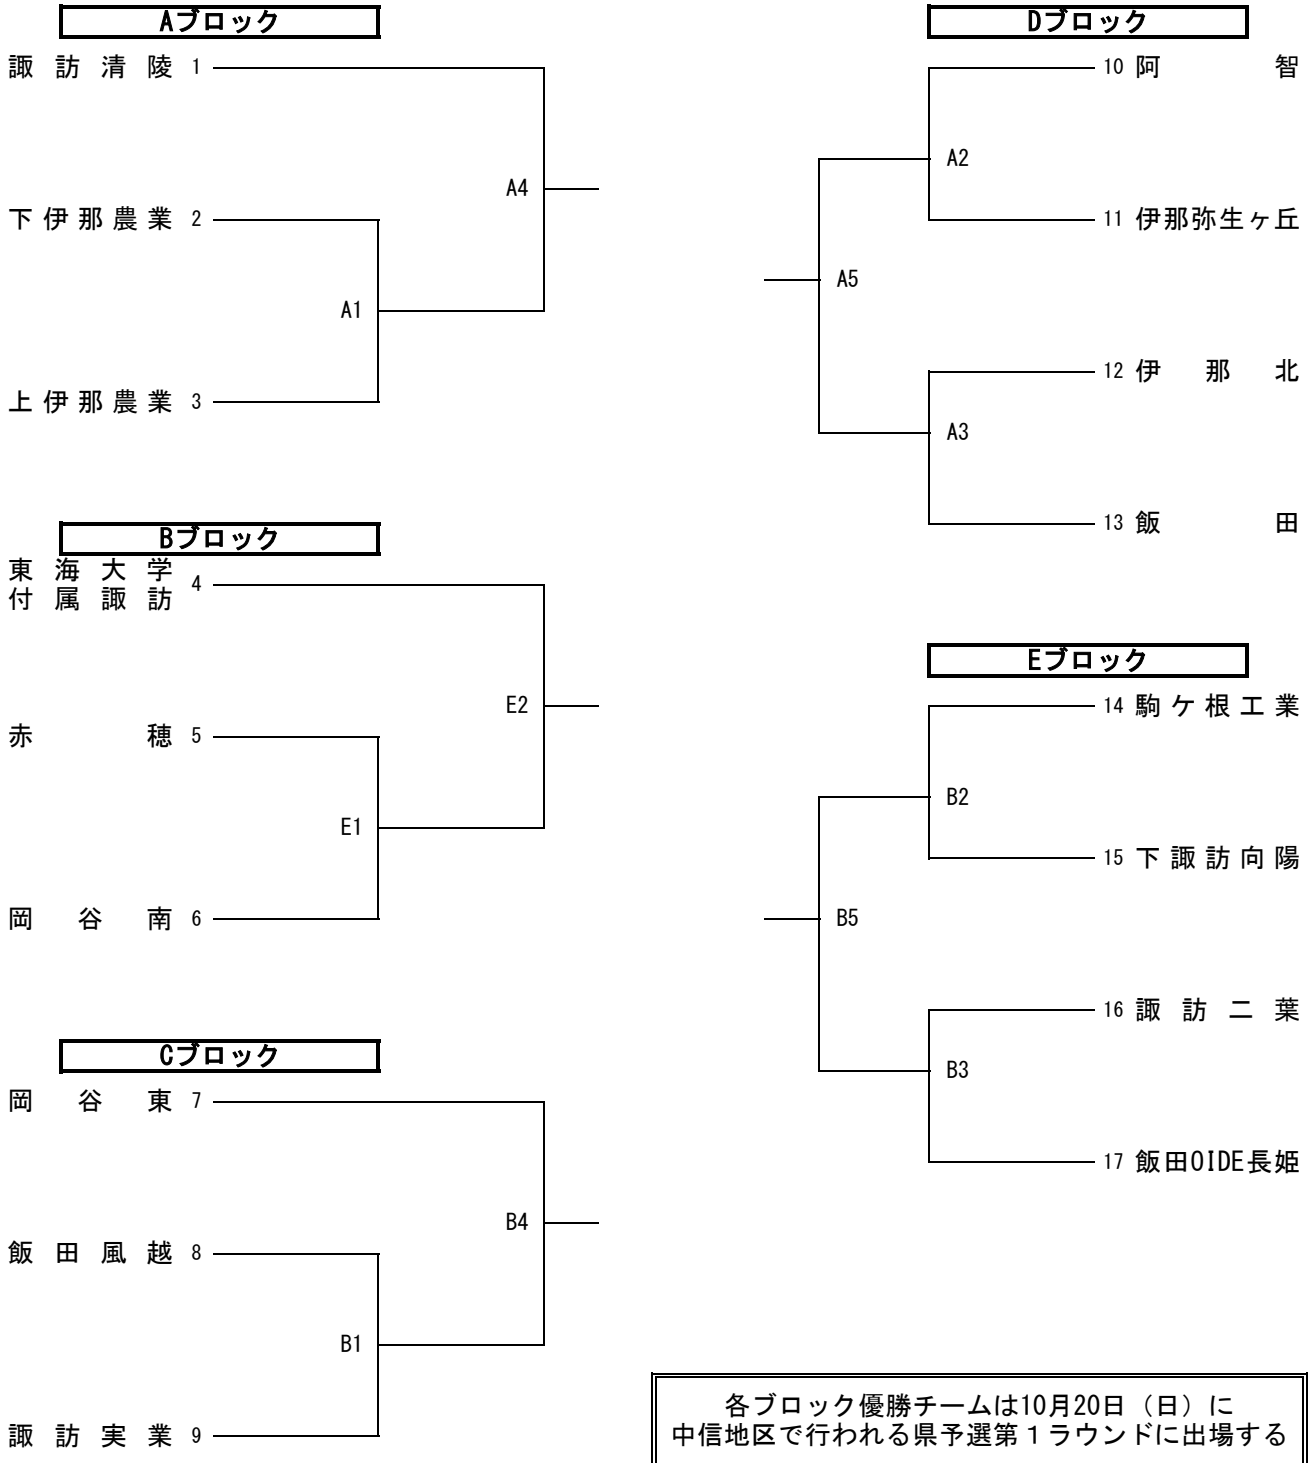 Aブロック
諏訪清陵 1
A4
下伊那農業 2
A1
上伊那農業 3
Bブロック
東海大学
付属諏訪 4
E2
赤穂 5
E1
岡谷南 6
Cブロック
岡谷東 7
B4
飯田風越 8
B1
諏訪実業 9
Dブロック
10 阿智
A2
11 伊那弥生ヶ丘
A5
12 伊那北
A3
13 飯田
Eブロック
14 駒ケ根工業
B2
15 下諏訪向陽
B5
16 諏訪二葉
B3
17 飯田OIDE長姫
各ブロック優勝チームは10月20日（日）に
中信地区で行われる県予選第１ラウンドに出場する